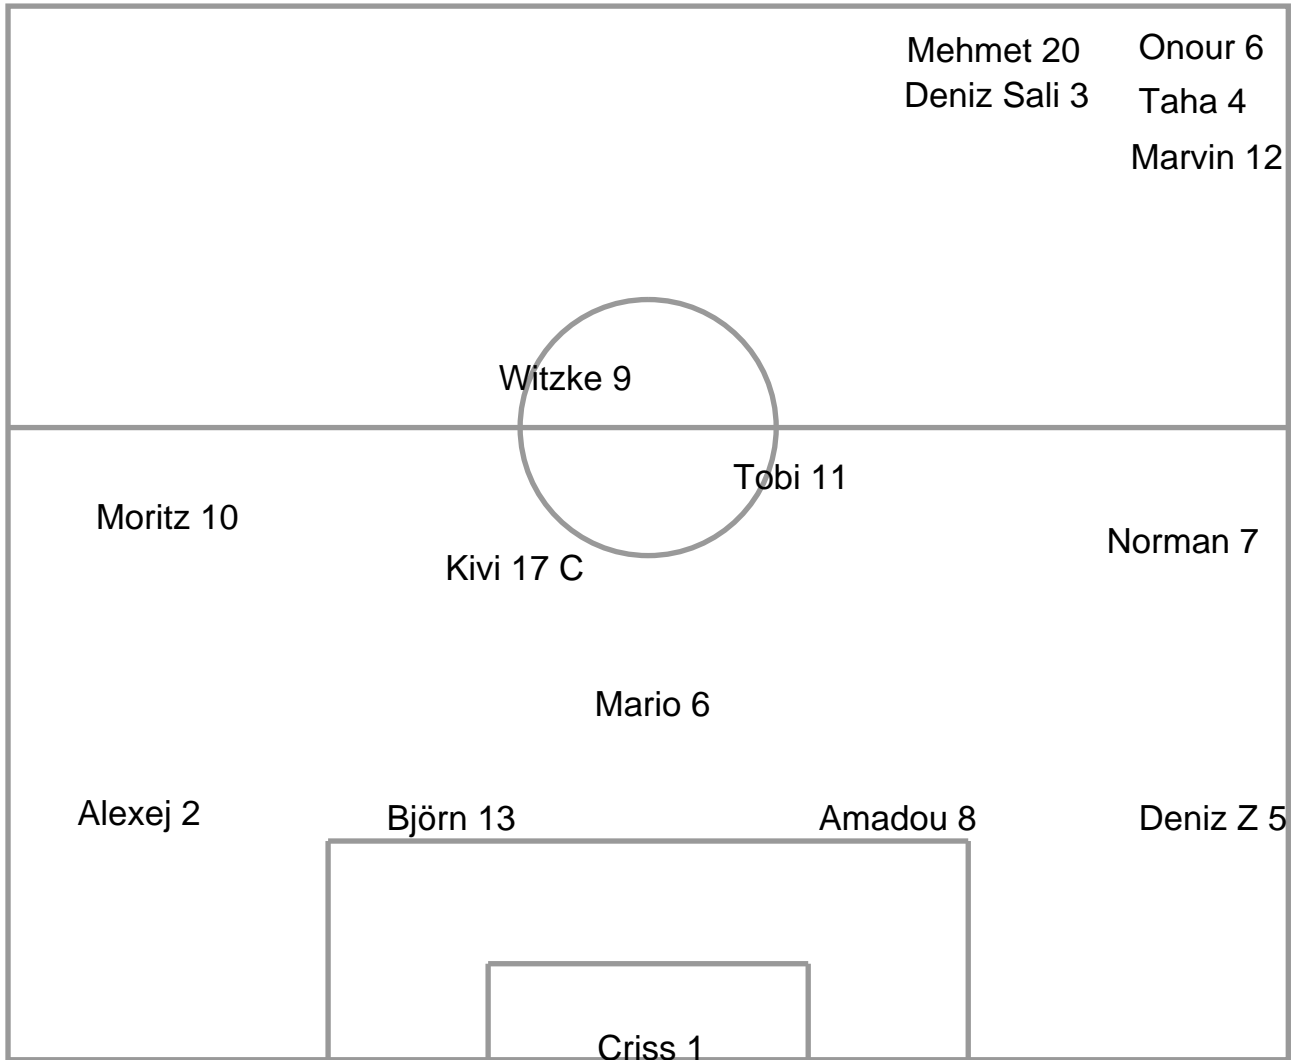 Mehmet 20
Onour 6
Deniz Sali 3
Taha 4
Marvin 12
Witzke 9
Tobi 11
Moritz 10
Norman 7
Kivi 17 C
Mario 6
Alexej 2
Björn 13
Amadou 8
Deniz Z 5
Criss 1